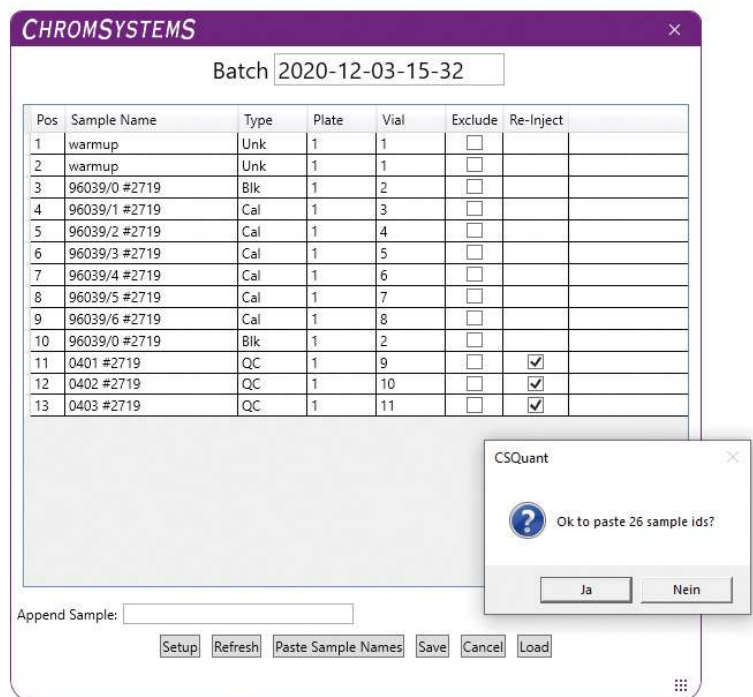 CHROMSYSTEMS
Batch 2020-12-03-15-32
Pos Sample Name Type Plate Vial Exclude Re-Inject
1 warmup Unk 1 1
2 warmup Unk 1 1
3 96039/0 #2719 Blk 1 2
4 96039/1 #2719 Cal 1 3
5 96039/2 #2719 Cal 1 4
6 96039/3 #2719 Cal 1 5
7 96039/4 #2719 Cal 1 6
8 96039/5 #2719 Cal 1 7
9 96039/6 #2719 Cal 1 8
10 96039/0 #2719 Blk 1 2
11 0401 #2719 QC 1 9
12 0402 #2719 QC 1 10
13 0403 #2719 QC 1 11
CSQuant
Ok to paste 26 sample ids?
Ja Nein
Append Sample:
Setup Refresh Paste Sample Names Save Cancel Load